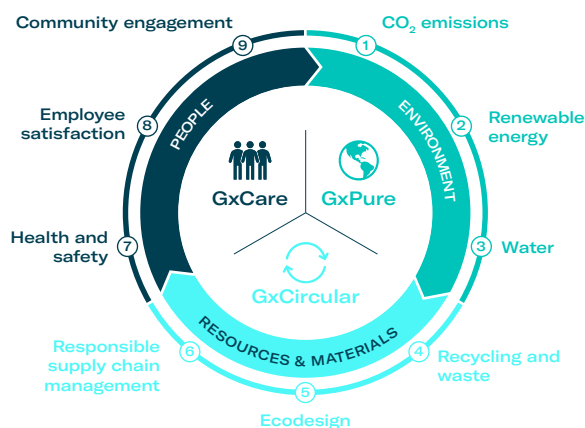 Community engagement
9
CO₂ emissions
1
Employee
satisfaction
8
PEOPLE
ENVIRONMENT
2
Renewable
energy
GxCare
GxPure
Health and
safety
7
3
Water
GxCircular
RESOURCES & MATERIALS
Responsible
supply chain
management
6
4
Recycling and
waste
5
Ecodesign